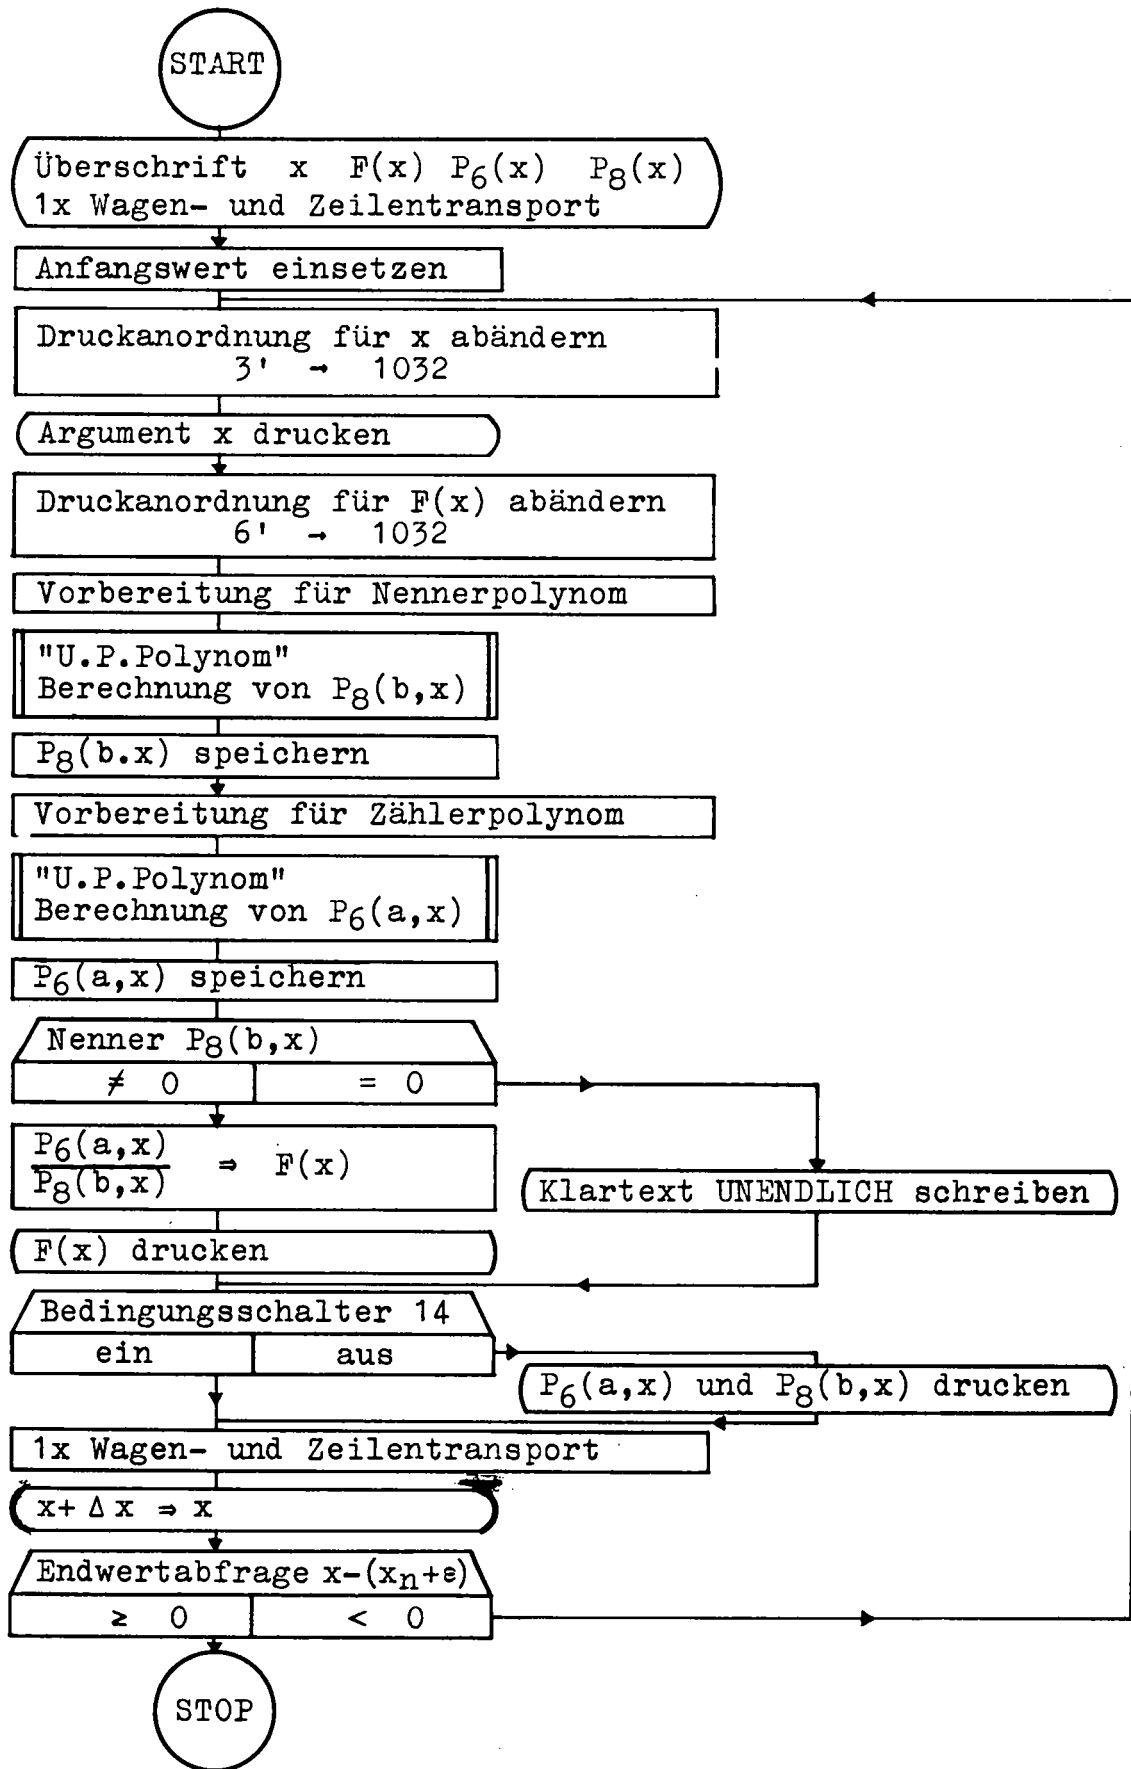 START
Überschrift x F(x) P6(x) P8(x)
1x Wagen- und Zeilentransport
Anfangswert einsetzen
Druckanordnung für x abändern
3' → 1032
Argument x drucken
Druckanordnung für F(x) abändern
6' → 1032
Vorbereitung für Nennerpolynom
"U.P.Polynom"
Berechnung von P8(b,x)
P8(b.x) speichern
Vorbereitung für Zählerpolynom
"U.P.Polynom"
Berechnung von P6(a,x)
P6(a,x) speichern
Nenner P8(b,x)
≠ 0 = 0
P6(a,x)
P8(b,x) ⇒ F(x)
Klartext UNENDLICH schreiben
F(x) drucken
Bedingungsschalter 14
ein aus
P6(a,x) und P8(b,x) drucken
1x Wagen- und Zeilentransport
x+ Δ x ⇒ x
Endwertabfrage x-(xn+ε)
≥ 0 < 0
STOP